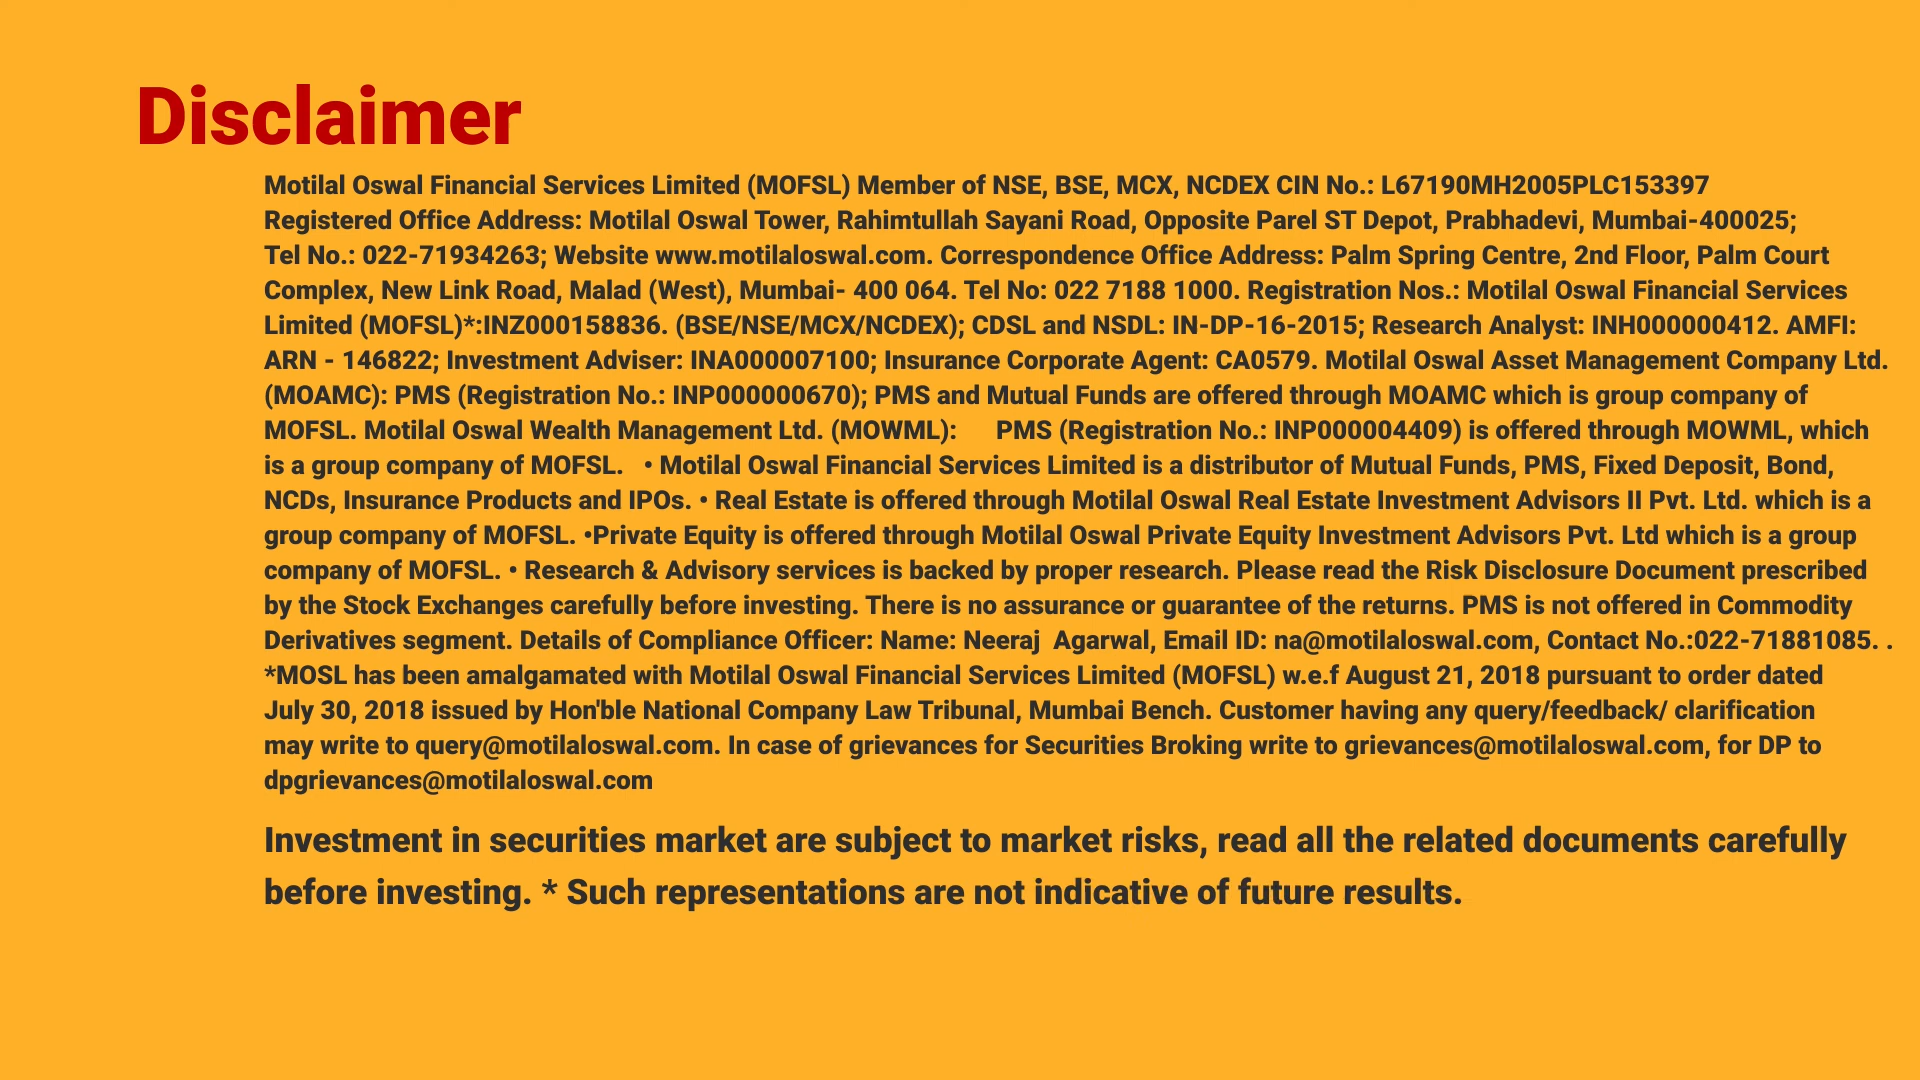 Disclaimer
Motilal Oswal Financial Services Limited (MOFSL) Member of NSE, BSE, MCX, NCDEX CIN No.: L67190MH2005PLC153397
Registered Office Address: Motilal Oswal Tower, Rahimtullah Sayani Road, Opposite Parel ST Depot, Prabhadevi, Mumbai-400025;
Tel No.: 022-71934263; Website www.motilaloswal.com. Correspondence Office Address: Palm Spring Centre, 2nd Floor, Palm Court
Complex, New Link Road, Malad (West), Mumbai- 400 064. Tel No: 022 7188 1000. Registration Nos.: Motilal Oswal Financial Services
Limited (MOFSL)*:INZ000158836. (BSE/NSE/MCX/NCDEX); CDSL and NSDL: IN-DP-16-2015; Research Analyst: INH000000412. AMFI:
ARN - 146822; Investment Adviser: INA000007100; Insurance Corporate Agent: CA0579. Motilal Oswal Asset Management Company Ltd.
(MOAMC): PMS (Registration No.: INP000000670); PMS and Mutual Funds are offered through MOAMC which is group company of
MOFSL. Motilal Oswal Wealth Management Ltd. (MOWML): PMS (Registration No.: INP000004409) is offered through MOWML, which
is a group company of MOFSL. • Motilal Oswal Financial Services Limited is a distributor of Mutual Funds, PMS, Fixed Deposit, Bond,
NCDs, Insurance Products and IPOs. • Real Estate is offered through Motilal Oswal Real Estate Investment Advisors II Pvt. Ltd. which is a
group company of MOFSL. •Private Equity is offered through Motilal Oswal Private Equity Investment Advisors Pvt. Ltd which is a group
company of MOFSL. • Research & Advisory services is backed by proper research. Please read the Risk Disclosure Document prescribed
by the Stock Exchanges carefully before investing. There is no assurance or guarantee of the returns. PMS is not offered in Commodity
Derivatives segment. Details of Compliance Officer: Name: Neeraj Agarwal, Email ID: na@motilaloswal.com, Contact No.:022-71881085. .
*MOSL has been amalgamated with Motilal Oswal Financial Services Limited (MOFSL) w.e.f August 21, 2018 pursuant to order dated
July 30, 2018 issued by Hon'ble National Company Law Tribunal, Mumbai Bench. Customer having any query/feedback/ clarification
may write to query@motilaloswal.com. In case of grievances for Securities Broking write to grievances@motilaloswal.com, for DP to
dpgrievances@motilaloswal.com
Investment in securities market are subject to market risks, read all the related documents carefully
before investing. * Such representations are not indicative of future results.